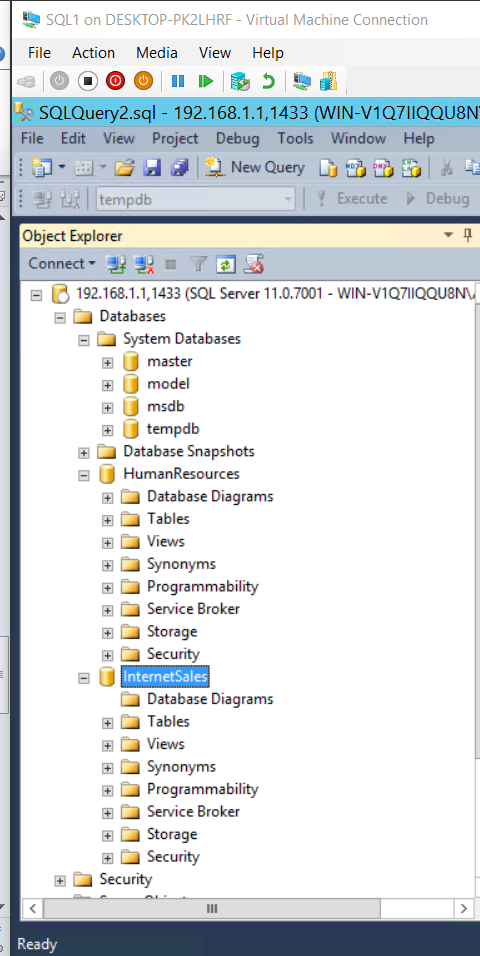 SQL1 on DESKTOP-PK2LHRF - Virtual Machine Connection
File Action Media View Help
SQLQuery2.sql - 192.168.1.1,1433 (WIN-V1Q7IIQQU8N\
File Edit View Project Debug Tools Window Help
New Query
tempdb Execute Debug
Object Explorer
Connect
192.168.1.1,1433 (SQL Server 11.0.7001 - WIN-V1Q7IIQQU8N\
Databases
System Databases
master
model
msdb
tempdb
Database Snapshots
HumanResources
Database Diagrams
Tables
Views
Synonyms
Programmability
Service Broker
Storage
Security
InternetSales
Database Diagrams
Tables
Views
Synonyms
Programmability
Service Broker
Storage
Security
Security
Ready